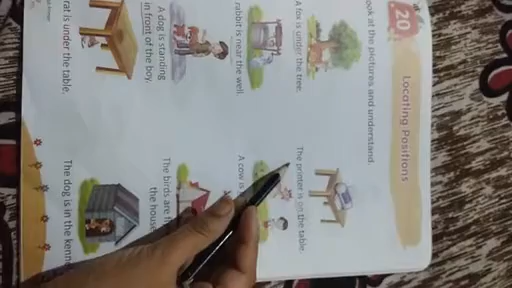 20
Locating Positions
ook at the pictures and understand.
A fox is under the tree.
The printer is on the table.
rabbit is near the well.
A cow is
A dog is standing
in front of the boy.
The birds are
the house
rat is under the table.
The dog is in the kenne